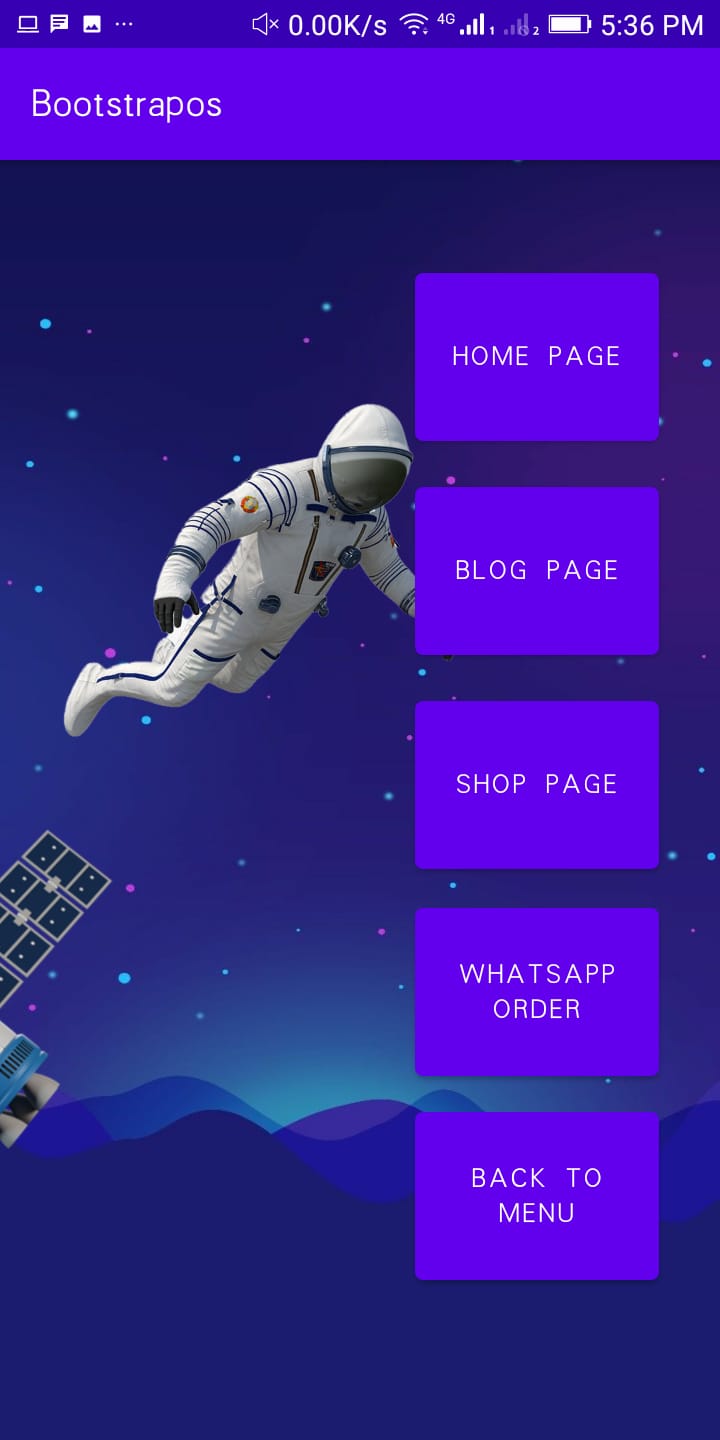 0.00K/s 4G 1 2 5:36 PM
Bootstrapos
HOME PAGE
BLOG PAGE
SHOP PAGE
WHATSAPP
ORDER
BACK TO
MENU